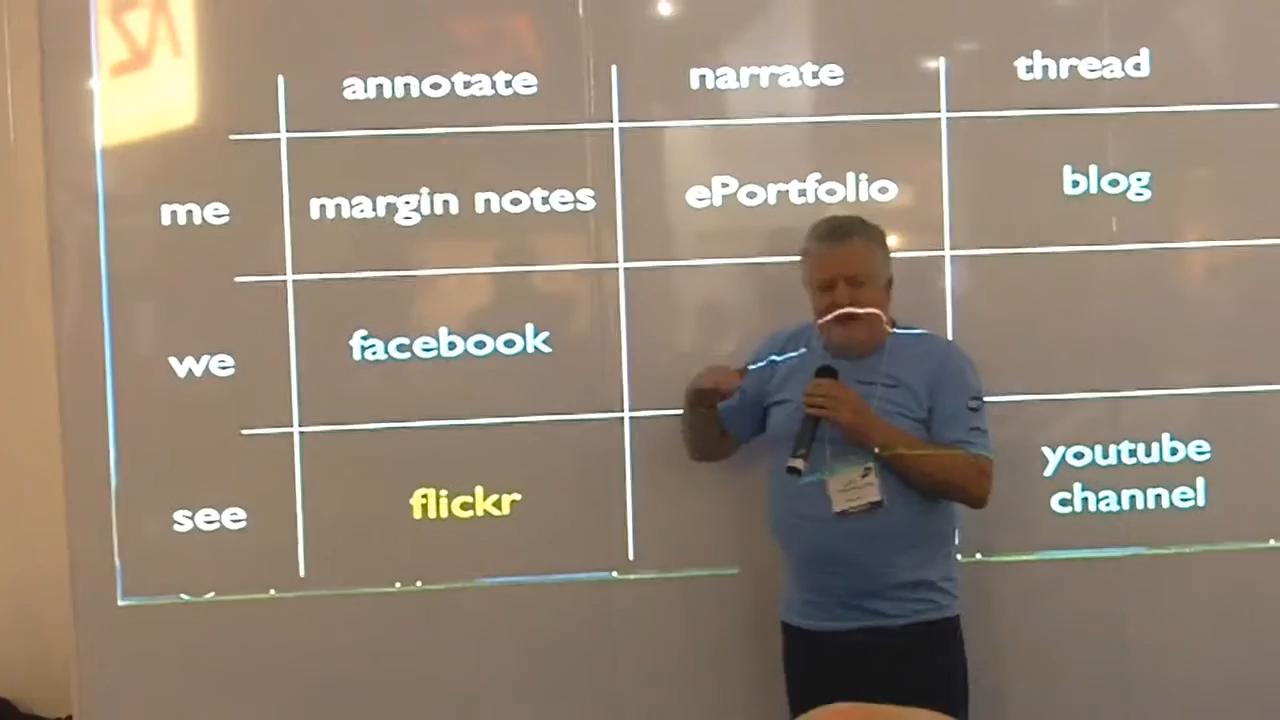 annotate narrate thread
me margin notes ePortfolio blog
we facebook
see flickr youtube
channel